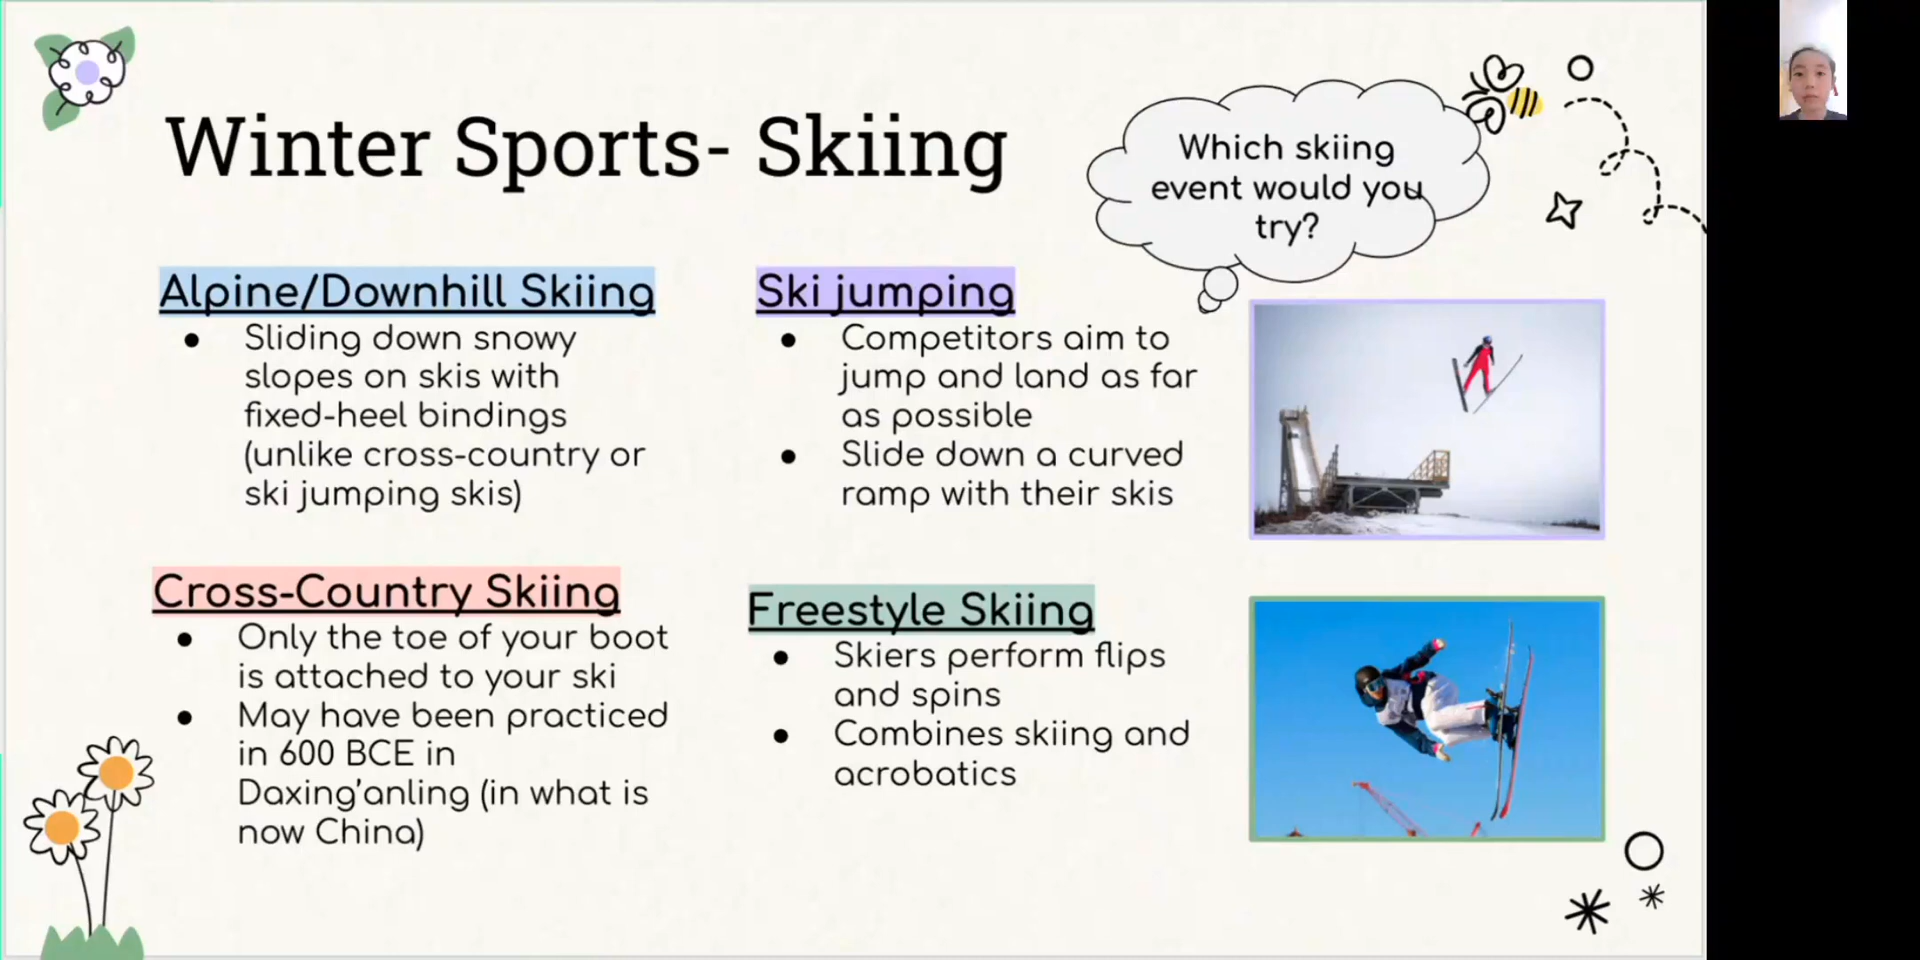 Winter Sports- Skiing
Which skiing
event would you
try?
Alpine/Downhill Skiing
● Sliding down snowy
slopes on skis with
fixed-heel bindings
(unlike cross-country or
ski jumping skis)
Cross-Country Skiing
● Only the toe of your boot
is attached to your ski
● May have been practiced
in 600 BCE in
Daxing’anling (in what is
now China)
Ski jumping
● Competitors aim to
jump and land as far
as possible
● Slide down a curved
ramp with their skis
Freestyle Skiing
● Skiers perform flips
and spins
● Combines skiing and
acrobatics